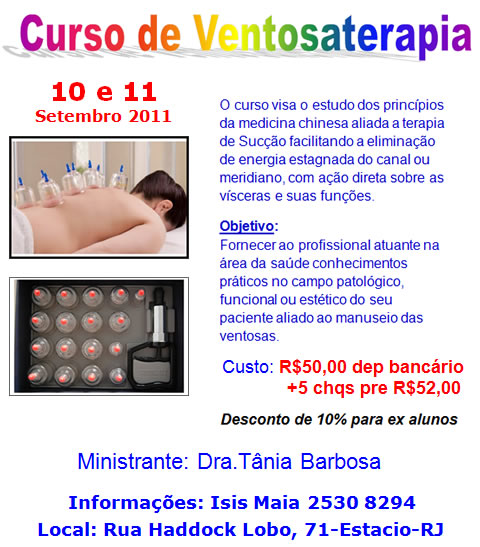 Curso de Ventosaterapia
10 e 11
Setembro 2011
O curso visa o estudo dos princípios
da medicina chinesa aliada a terapia
de Sucção facilitando a eliminação
de energia estagnada do canal ou
meridiano, com ação direta sobre as
vísceras e suas funções.
Objetivo:
Fornecer ao profissional atuante na
área da saúde conhecimentos
práticos no campo patológico,
funcional ou estético do seu
paciente aliado ao manuseio das
ventosas.
Custo: R$50,00 dep bancário
+5 chqs pre R$52,00
Desconto de 10% para ex alunos
Ministrante: Dra.Tânia Barbosa
Informações: Isis Maia 2530 8294
Local: Rua Haddock Lobo, 71-Estacio-RJ